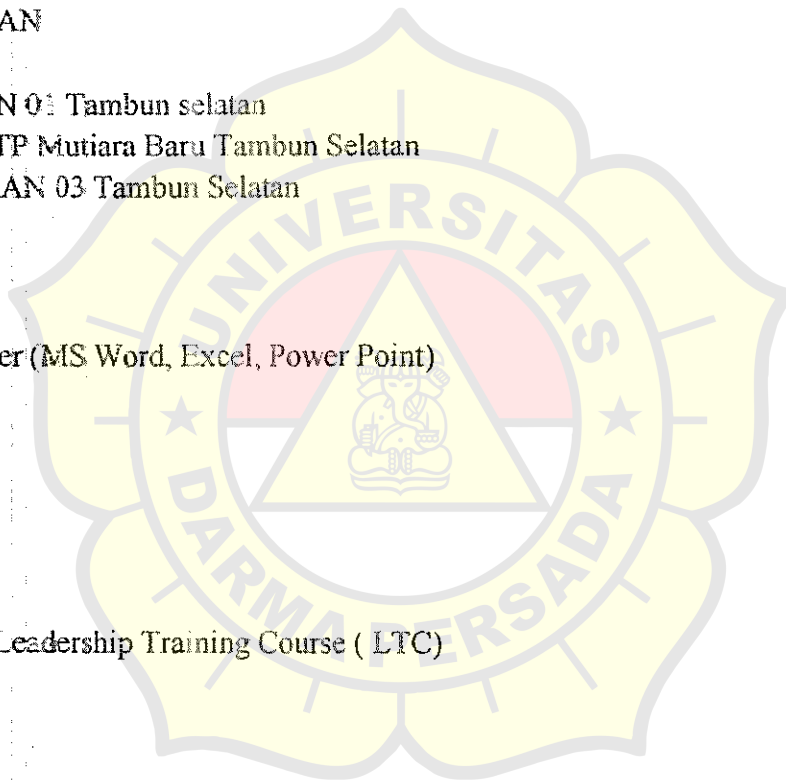 AN
N 01 Tambun selatan
TP Mutiara Baru Tambun Selatan
AN 03 Tambun Selatan
er (MS Word, Excel, Power Point)
Leadership Training Course ( LTC)
UNIVERSITAS
DARMA PERSADA